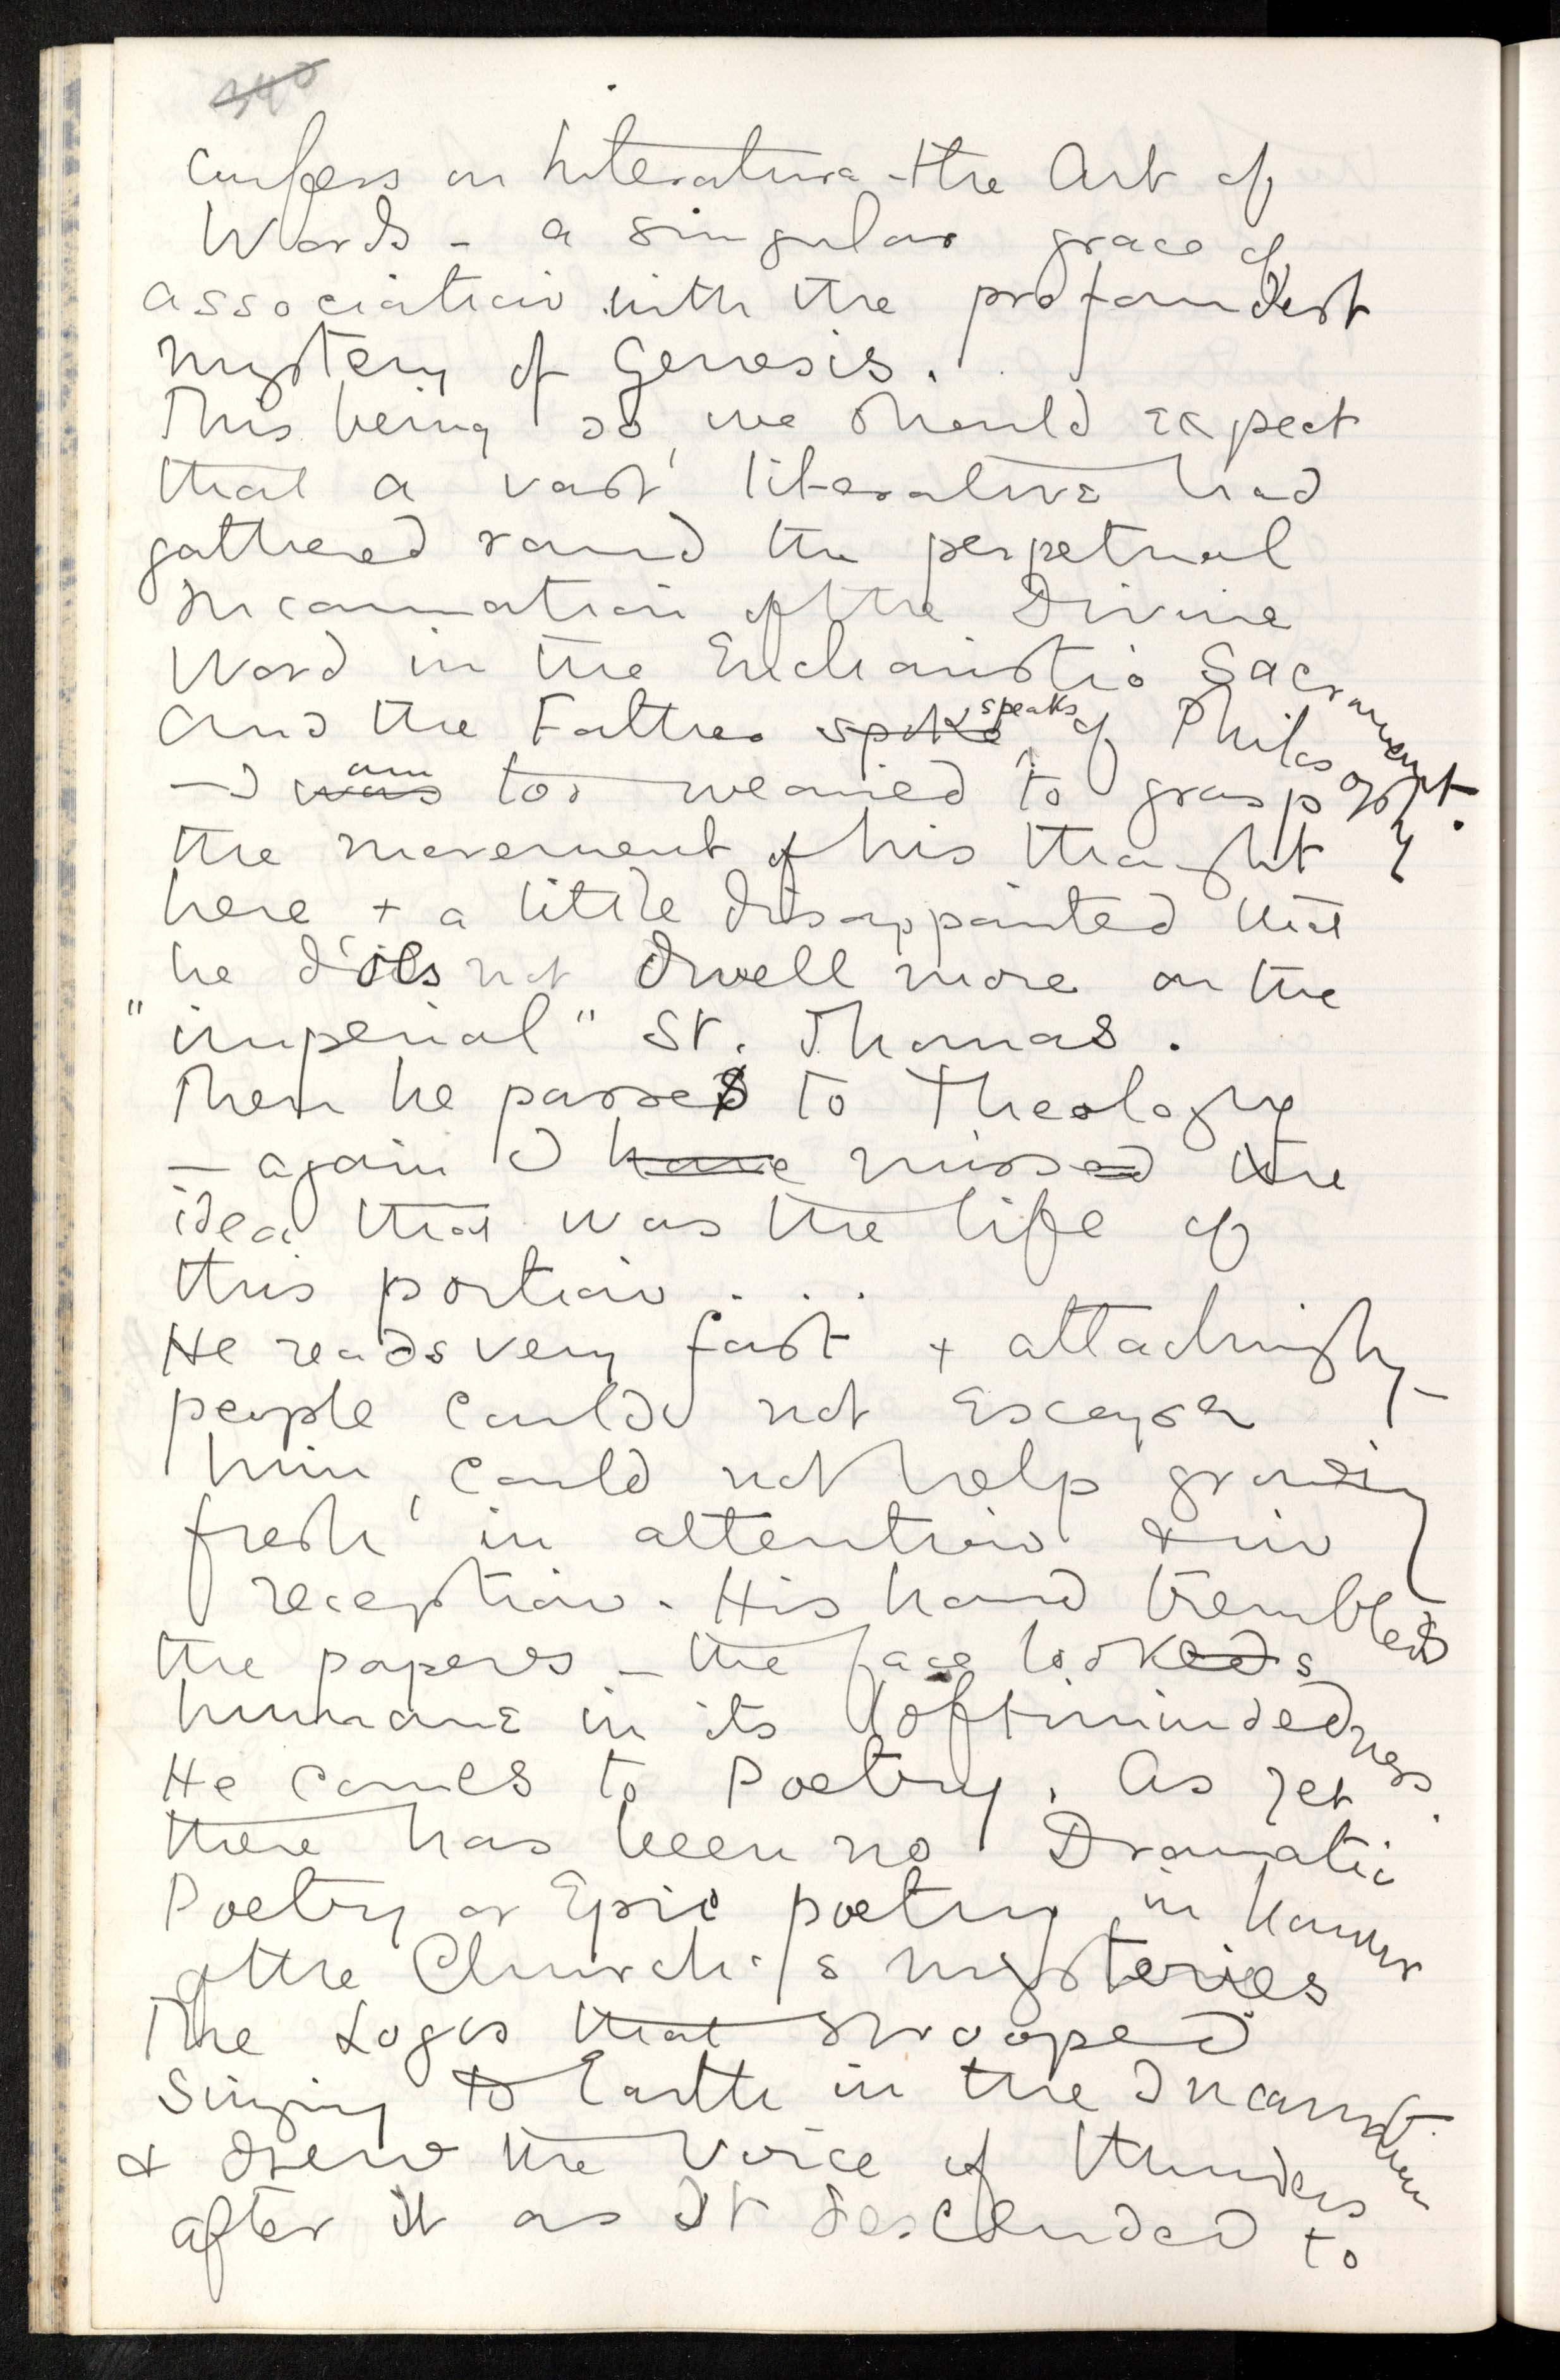 confers on literature - the Art of
Words - a singular grace of
association with the profoundest
mystery of Genesis.
This being so, we should expect
that a vast literature had
gathered round the perpetual
Incarnation of the Divine
Word in the Eucharistic Sacrament.
And the Father spoke speaks of Philosophy
- I was am too wearied to grasp
the movement of his thought
here + a little disappointed that
he does not dwell more on the
"imperial" St. Thomas.
Then he passes to Theology
- again I have missed the
idea that was the life of
this portion . . .
He reads very fast + attachingly -
people could not escape
him, could not help growing
fresh in attention & in
reception. His hand trembles
the papers - the face looks
humane in its loftimindedness.
He comes to Poetry. As yet
there has been no Dramatic
Poetry or Epic poetry in honour
of the Church's mysteries
The Logos that swooped
singing to Earth in the Incarnation
& drew the voice of thunders
after it as It descended to